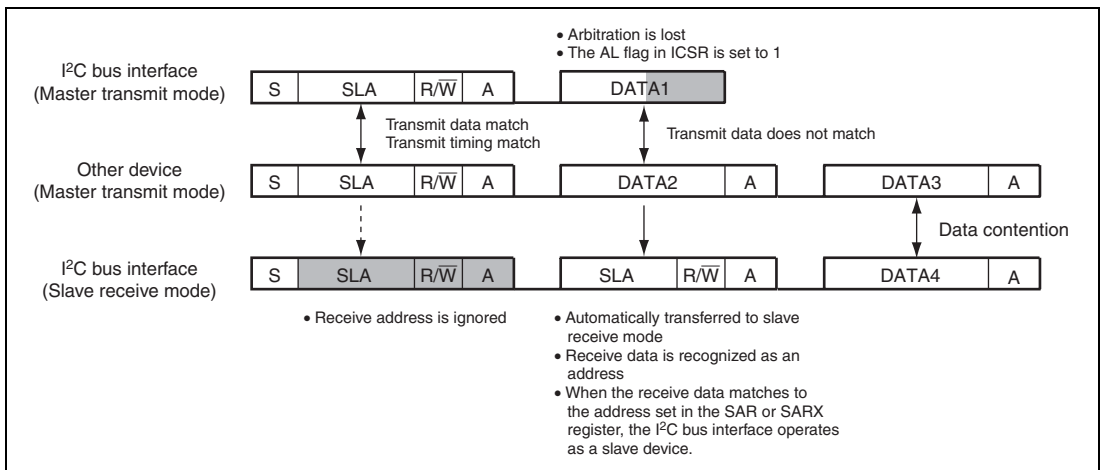 • Arbitration is lost
• The AL flag in ICSR is set to 1
I²C bus interface
(Master transmit mode)
S SLA R/W̅ A DATA1
Transmit data match
Transmit timing match
Transmit data does not match
Other device
(Master transmit mode)
S SLA R/W̅ A DATA2 A DATA3 A
Data contention
I²C bus interface
(Slave receive mode)
S SLA R/W̅ A SLA R/W̅ A DATA4 A
• Receive address is ignored
• Automatically transferred to slave
receive mode
• Receive data is recognized as an
address
• When the receive data matches to
the address set in the SAR or SARX
register, the I²C bus interface operates
as a slave device.